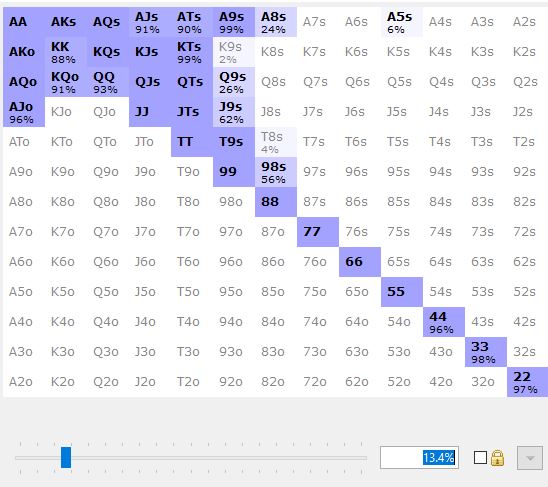 AA AKs AQs AJs 91% ATs 90% A9s 99% A8s 24% A7s A6s A5s 6% A4s A3s A2s
AKo KK 88% KQs KJs KTs 99% K9s 2% K8s K7s K6s K5s K4s K3s K2s
AQo KQo 91% QQ 93% QJs QTs Q9s 26% Q8s Q7s Q6s Q5s Q4s Q3s Q2s
AJo 96% KJo QJo JJ JTs J9s 62% J8s J7s J6s J5s J4s J3s J2s
ATo KTo QTo JTo TT T9s T8s 4% T7s T6s T5s T4s T3s T2s
A9o K9o Q9o J9o T9o 99 98s 56% 97s 96s 95s 94s 93s 92s
A8o K8o Q8o J8o T8o 98o 88 87s 86s 85s 84s 83s 82s
A7o K7o Q7o J7o T7o 97o 87o 77 76s 75s 74s 73s 72s
A6o K6o Q6o J6o T6o 96o 86o 76o 66 65s 64s 63s 62s
A5o K5o Q5o J5o T5o 95o 85o 75o 65o 55 54s 53s 52s
A4o K4o Q4o J4o T4o 94o 84o 74o 64o 54o 44 96% 43s 42s
A3o K3o Q3o J3o T3o 93o 83o 73o 63o 53o 43o 33 98% 32s
A2o K2o Q2o J2o T2o 92o 82o 72o 62o 52o 42o 32o 22 97%
13.4%